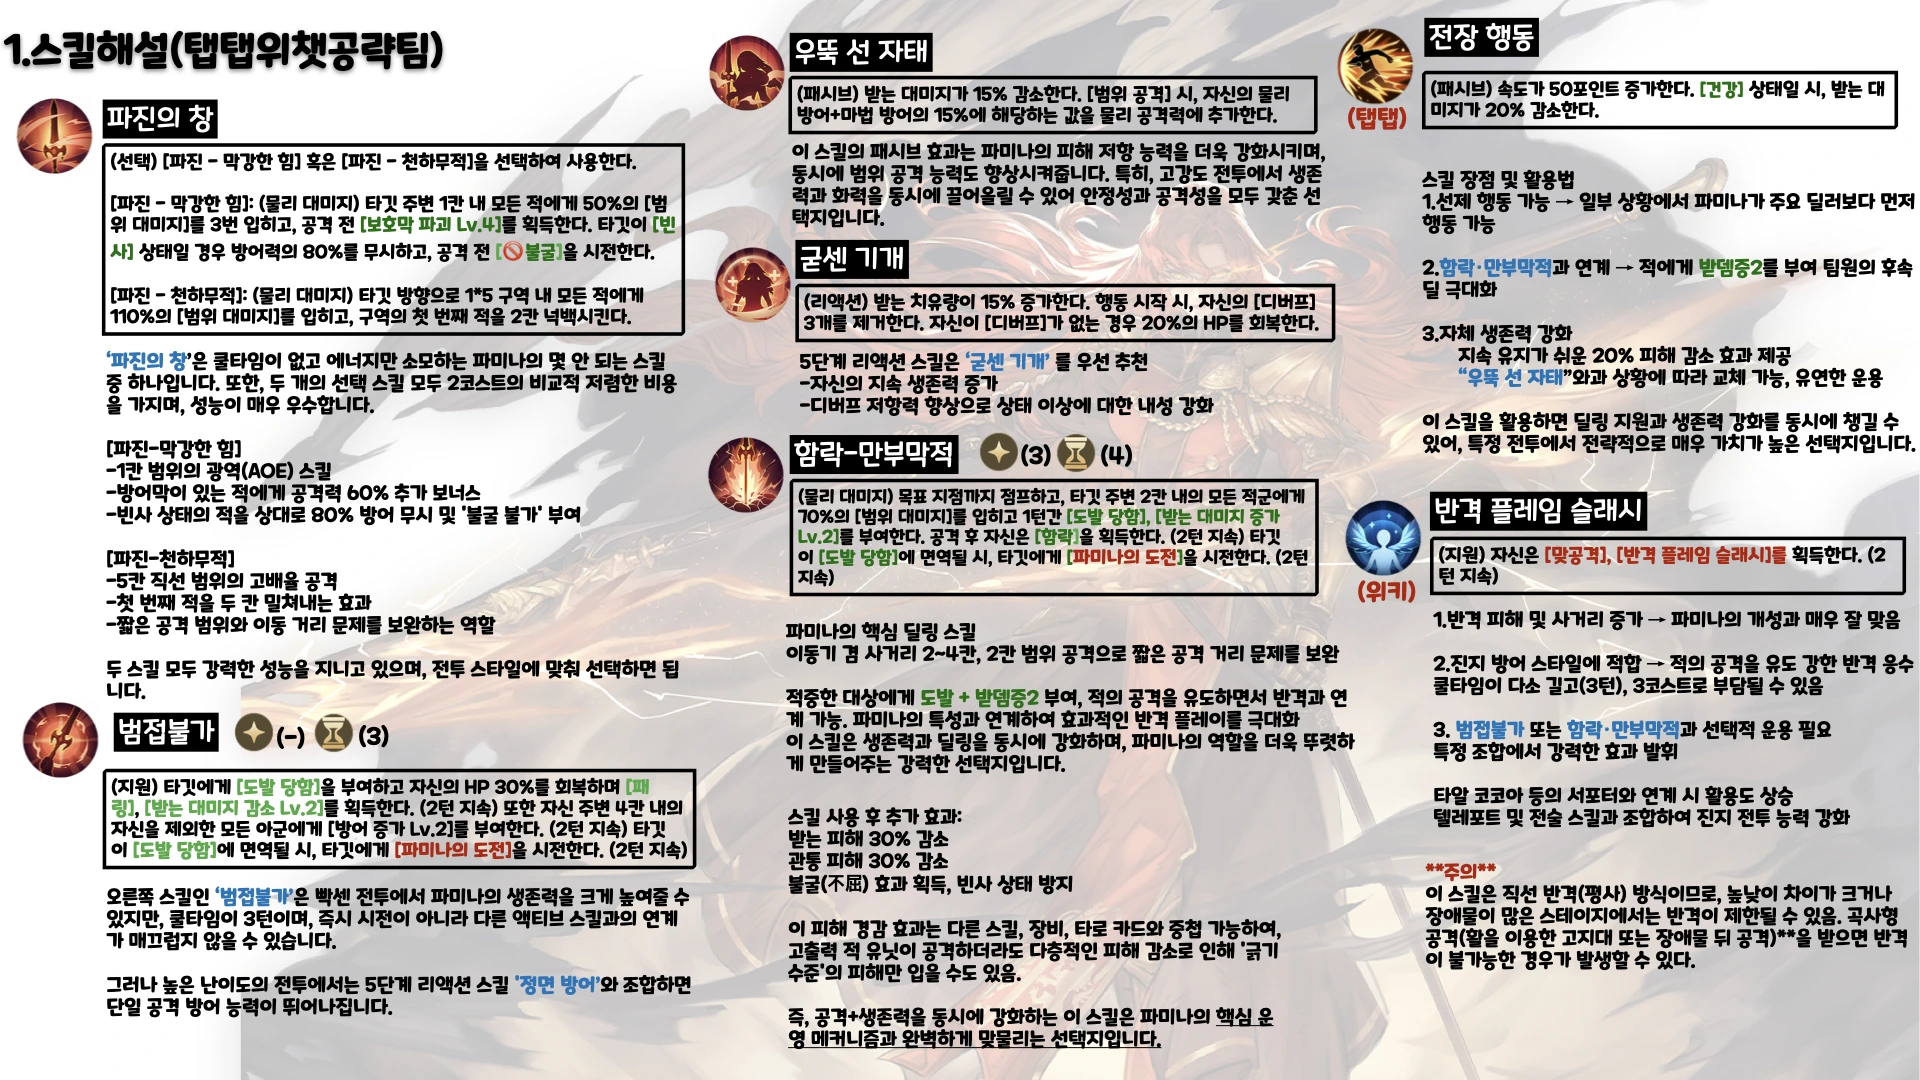 1.스킬해설(탭탭위챗공략팀)
파진의 창
(선택) [파진 - 막강한 힘] 혹은 [파진 - 천하무적]을 선택하여 사용한다.
[파진 - 막강한 힘]: (물리 대미지) 타깃 주변 1칸 내 모든 적에게 50%의 [범
위 대미지]를 3번 입히고, 공격 전 [보호막 파괴 Lv.4]를 획득한다. 타깃이 [빈
사] 상태일 경우 방어력의 80%를 무시하고, 공격 전 [🚫불굴]을 시전한다.
[파진 - 천하무적]: (물리 대미지) 타깃 방향으로 1*5 구역 내 모든 적에게
110%의 [범위 대미지]를 입히고, 구역의 첫 번째 적을 2칸 넉백시킨다.
‘파진의 창’은 쿨타임이 없고 에너지만 소모하는 파미나의 몇 안 되는 스킬
중 하나입니다. 또한, 두 개의 선택 스킬 모두 2코스트의 비교적 저렴한 비용
을 가지며, 성능이 매우 우수합니다.
[파진-막강한 힘]
-1칸 범위의 광역(AOE) 스킬
-방어막이 있는 적에게 공격력 60% 추가 보너스
-빈사 상태의 적을 상대로 80% 방어 무시 및 '불굴 불가' 부여
[파진-천하무적]
-5칸 직선 범위의 고배율 공격
-첫 번째 적을 두 칸 밀쳐내는 효과
-짧은 공격 범위와 이동 거리 문제를 보완하는 역할
두 스킬 모두 강력한 성능을 지니고 있으며, 전투 스타일에 맞춰 선택하면 됩
니다.
범접불가 (-) (3)
(지원) 타깃에게 [도발 당함]을 부여하고 자신의 HP 30%를 회복하며 [패
링], [받는 대미지 감소 Lv.2]를 획득한다. (2턴 지속) 또한 자신 주변 4칸 내의
자신을 제외한 모든 아군에게 [방어 증가 Lv.2]를 부여한다. (2턴 지속) 타깃
이 [도발 당함]에 면역될 시, 타깃에게 [파미나의 도전]을 시전한다. (2턴 지속)
오른쪽 스킬인 ‘범접불가’은 빡센 전투에서 파미나의 생존력을 크게 높여줄 수
있지만, 쿨타임이 3턴이며, 즉시 시전이 아니라 다른 액티브 스킬과의 연계
가 매끄럽지 않을 수 있습니다.
그러나 높은 난이도의 전투에서는 5단계 리액션 스킬 '정면 방어'와 조합하면
단일 공격 방어 능력이 뛰어나집니다.
우뚝 선 자태
(패시브) 받는 대미지가 15% 감소한다. [범위 공격] 시, 자신의 물리
방어+마법 방어의 15%에 해당하는 값을 물리 공격력에 추가한다.
이 스킬의 패시브 효과는 파미나의 피해 저항 능력을 더욱 강화시키며,
동시에 범위 공격 능력도 향상시켜줍니다. 특히, 고강도 전투에서 생존
력과 화력을 동시에 끌어올릴 수 있어 안정성과 공격성을 모두 갖춘 선
택지입니다.
굳센 기개
(리액션) 받는 치유량이 15% 증가한다. 행동 시작 시, 자신의 [디버프]
3개를 제거한다. 자신이 [디버프]가 없는 경우 20%의 HP를 회복한다.
5단계 리액션 스킬은 ‘굳센 기개’ 를 우선 추천
-자신의 지속 생존력 증가
-디버프 저항력 향상으로 상태 이상에 대한 내성 강화
함락-만부막적 (3) (4)
(물리 대미지) 목표 지점까지 점프하고, 타깃 주변 2칸 내의 모든 적군에게
70%의 [범위 대미지]를 입히고 1턴간 [도발 당함], [받는 대미지 증가
Lv.2]를 부여한다. 공격 후 자신은 [함락]을 획득한다. (2턴 지속) 타깃
이 [도발 당함]에 면역될 시, 타깃에게 [파미나의 도전]을 시전한다. (2턴
지속)
파미나의 핵심 딜링 스킬
이동기 겸 사거리 2~4칸, 2칸 범위 공격으로 짧은 공격 거리 문제를 보완
적중한 대상에게 도발 + 받뎀증2 부여, 적의 공격을 유도하면서 반격과 연
계 가능. 파미나의 특성과 연계하여 효과적인 반격 플레이를 극대화
이 스킬은 생존력과 딜링을 동시에 강화하며, 파미나의 역할을 더욱 뚜렷하
게 만들어주는 강력한 선택지입니다.
스킬 사용 후 추가 효과:
받는 피해 30% 감소
관통 피해 30% 감소
불굴(不屈) 효과 획득, 빈사 상태 방지
이 피해 경감 효과는 다른 스킬, 장비, 타로 카드와 중첩 가능하여,
고출력 적 유닛이 공격하더라도 다층적인 피해 감소로 인해 '긁기
수준'의 피해만 입을 수도 있음.
즉, 공격+생존력을 동시에 강화하는 이 스킬은 파미나의 핵심 운
영 메커니즘과 완벽하게 맞물리는 선택지입니다.
전장 행동
(탭탭)
(패시브) 속도가 50포인트 증가한다. [건강] 상태일 시, 받는 대
미지가 20% 감소한다.
스킬 장점 및 활용법
1.선제 행동 가능 → 일부 상황에서 파미나가 주요 딜러보다 먼저
행동 가능
2.함락·만부막적과 연계 → 적에게 받뎀증2를 부여 팀원의 후속
딜 극대화
3.자체 생존력 강화
지속 유지가 쉬운 20% 피해 감소 효과 제공
“우뚝 선 자태”와과 상황에 따라 교체 가능, 유연한 운용
이 스킬을 활용하면 딜링 지원과 생존력 강화를 동시에 챙길 수
있어, 특정 전투에서 전략적으로 매우 가치가 높은 선택지입니다.
반격 플레임 슬래시
(위키)
(지원) 자신은 [맞공격], [반격 플레임 슬래시]를 획득한다. (2
턴 지속)
1.반격 피해 및 사거리 증가 → 파미나의 개성과 매우 잘 맞음
2.진지 방어 스타일에 적합 → 적의 공격을 유도 강한 반격 응수
쿨타임이 다소 길고(3턴), 3코스트로 부담될 수 있음
3. 범접불가 또는 함락·만부막적과 선택적 운용 필요
특정 조합에서 강력한 효과 발휘
타알 코코아 등의 서포터와 연계 시 활용도 상승
텔레포트 및 전술 스킬과 조합하여 진지 전투 능력 강화
**주의**
이 스킬은 직선 반격(평사) 방식이므로, 높낮이 차이가 크거나
장애물이 많은 스테이지에서는 반격이 제한될 수 있음. 곡사형
공격(활을 이용한 고지대 또는 장애물 뒤 공격)**을 받으면 반격
이 불가능한 경우가 발생할 수 있다.